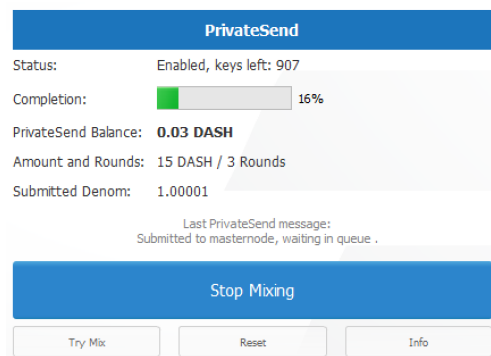 PrivateSend
Status: Enabled, keys left: 907
Completion: 16%
PrivateSend Balance: 0.03 DASH
Amount and Rounds: 15 DASH / 3 Rounds
Submitted Denom: 1.00001
Last PrivateSend message:
Submitted to masternode, waiting in queue .
Stop Mixing
Try Mix Reset Info